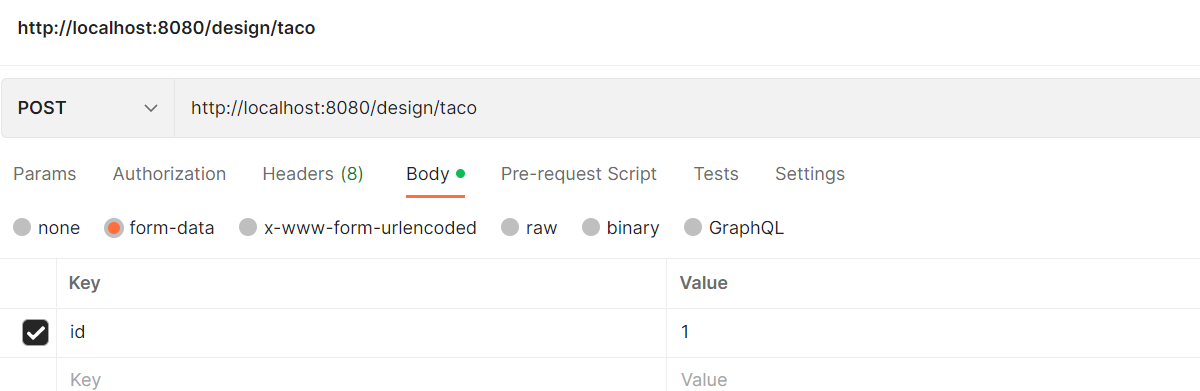 http://localhost:8080/design/taco
POST http://localhost:8080/design/taco
Params Authorization Headers (8) Body Pre-request Script Tests Settings
none form-data x-www-form-urlencoded raw binary GraphQL
Key Value
id 1
Key Value